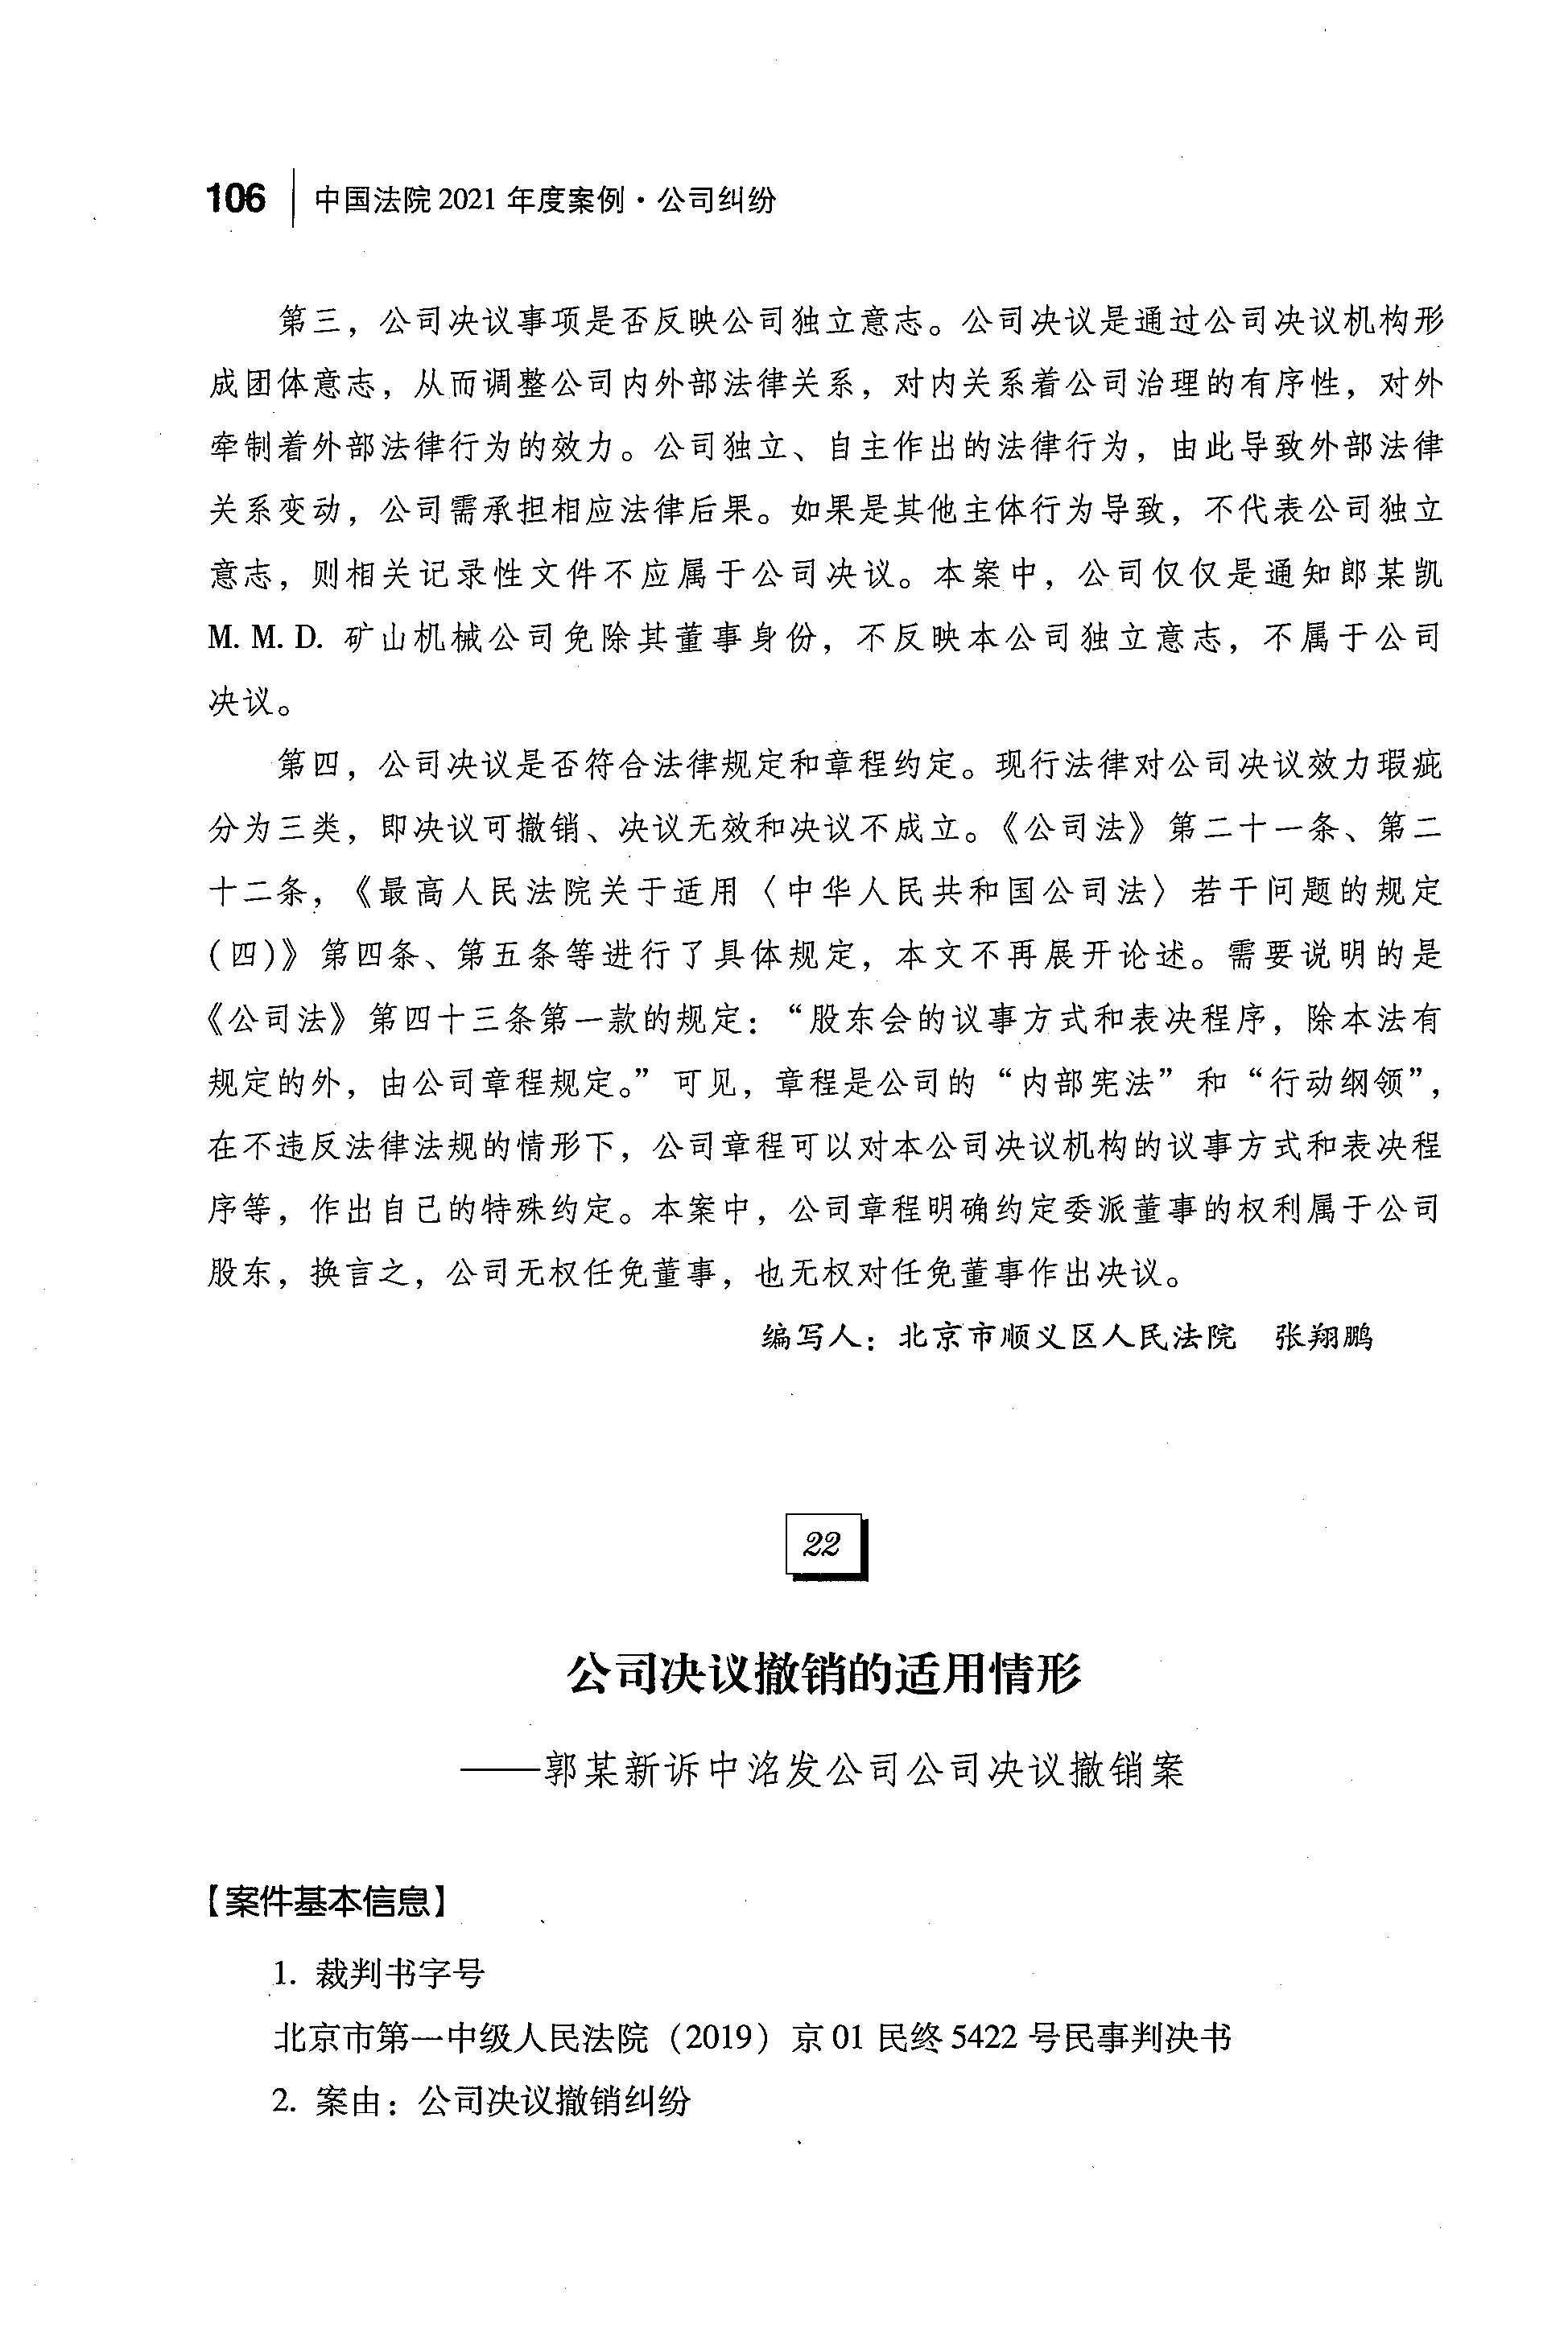 106 中国法院2021年度案例·公司纠纷
第三，公司决议事项是否反映公司独立意志。公司决议是通过公司决议机构形
成团体意志，从而调整公司内外部法律关系，对内关系着公司治理的有序性，对外
牵制着外部法律行为的效力。公司独立、自主作出的法律行为，由此导致外部法律
关系变动，公司需承担相应法律后果。如果是其他主体行为导致，不代表公司独立
意志，则相关记录性文件不应属于公司决议。本案中，公司仅仅是通知郎某凯
M. M. D. 矿山机械公司免除其董事身份，不反映本公司独立意志，不属于公司
决议。
第四，公司决议是否符合法律规定和章程约定。现行法律对公司决议效力瑕疵
分为三类，即决议可撤销、决议无效和决议不成立。《公司法》第二十一条、第二
十二条，《最高人民法院关于适用〈中华人民共和国公司法〉若干问题的规定
(四)》第四条、第五条等进行了具体规定，本文不再展开论述。需要说明的是
《公司法》第四十三条第一款的规定：“股东会的议事方式和表决程序，除本法有
规定的外，由公司章程规定。”可见，章程是公司的“内部宪法”和“行动纲领”，
在不违反法律法规的情形下，公司章程可以对本公司决议机构的议事方式和表决程
序等，作出自己的特殊约定。本案中，公司章程明确约定委派董事的权利属于公司
股东，换言之，公司无权任免董事，也无权对任免董事作出决议。
编写人：北京市顺义区人民法院 张翔鹏
22
公司决议撤销的适用情形
——郭某新诉中洺发公司公司决议撤销案
【案件基本信息】
1. 裁判书字号
北京市第一中级人民法院（2019）京01民终5422号民事判决书
2. 案由：公司决议撤销纠纷